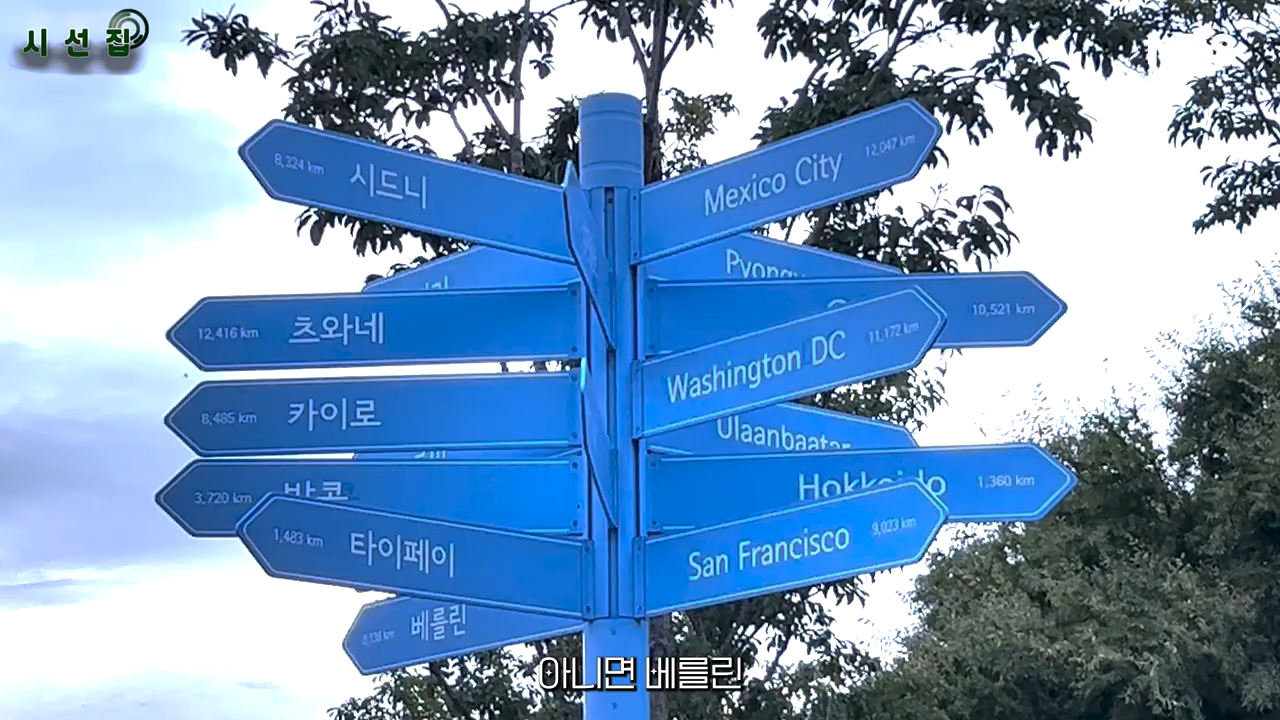 시선집
8,324 km 시드니
Mexico City 12,047 km
12,416 km 츠와네
10,521 km
Washington DC 11,172 km
8,485 km 카이로
Ulaanbaatar
3,720 km 방콕
Hokkaido 1,360 km
1,483 km 타이페이
San Francisco 9,023 km
베를린
아니면 베를린